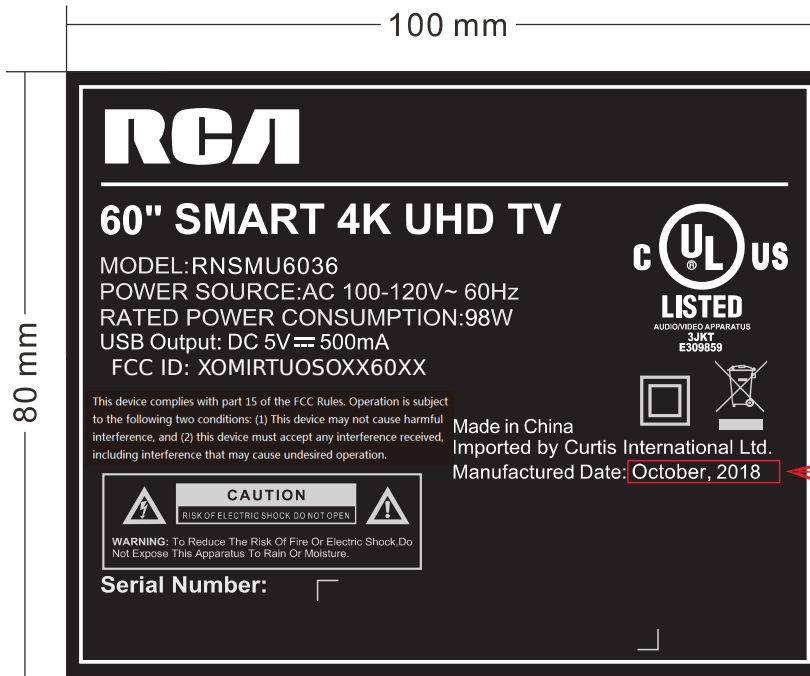 100 mm
80 mm
RCA
60" SMART 4K UHD TV
MODEL:RNSMU6036
POWER SOURCE:AC 100-120V~ 60Hz
RATED POWER CONSUMPTION:98W
USB Output: DC 5V⎓500mA
FCC ID: XOMIRTUOSOXX60XX
C UL® US
LISTED
AUDIO/VIDEO APPARATUS
3JKT
E309859
This device complies with part 15 of the FCC Rules. Operation is subject
to the following two conditions: (1) This device may not cause harmful
interference, and (2) this device must accept any interference received,
including interference that may cause undesired operation.
Made in China
Imported by Curtis International Ltd.
Manufactured Date: October, 2018
CAUTION
RISK OF ELECTRIC SHOCK DO NOT OPEN
WARNING: To Reduce The Risk Of Fire Or Electric Shock,Do
Not Expose This Apparatus To Rain Or Moisture.
Serial Number: